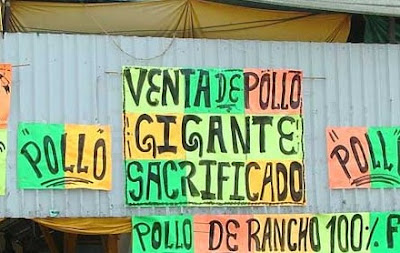 VENTA DE POLLO
¡GIGANTE!
SACRIFICADO
"POLLO"
"POLLO
POLLO DE RANCHO 100%